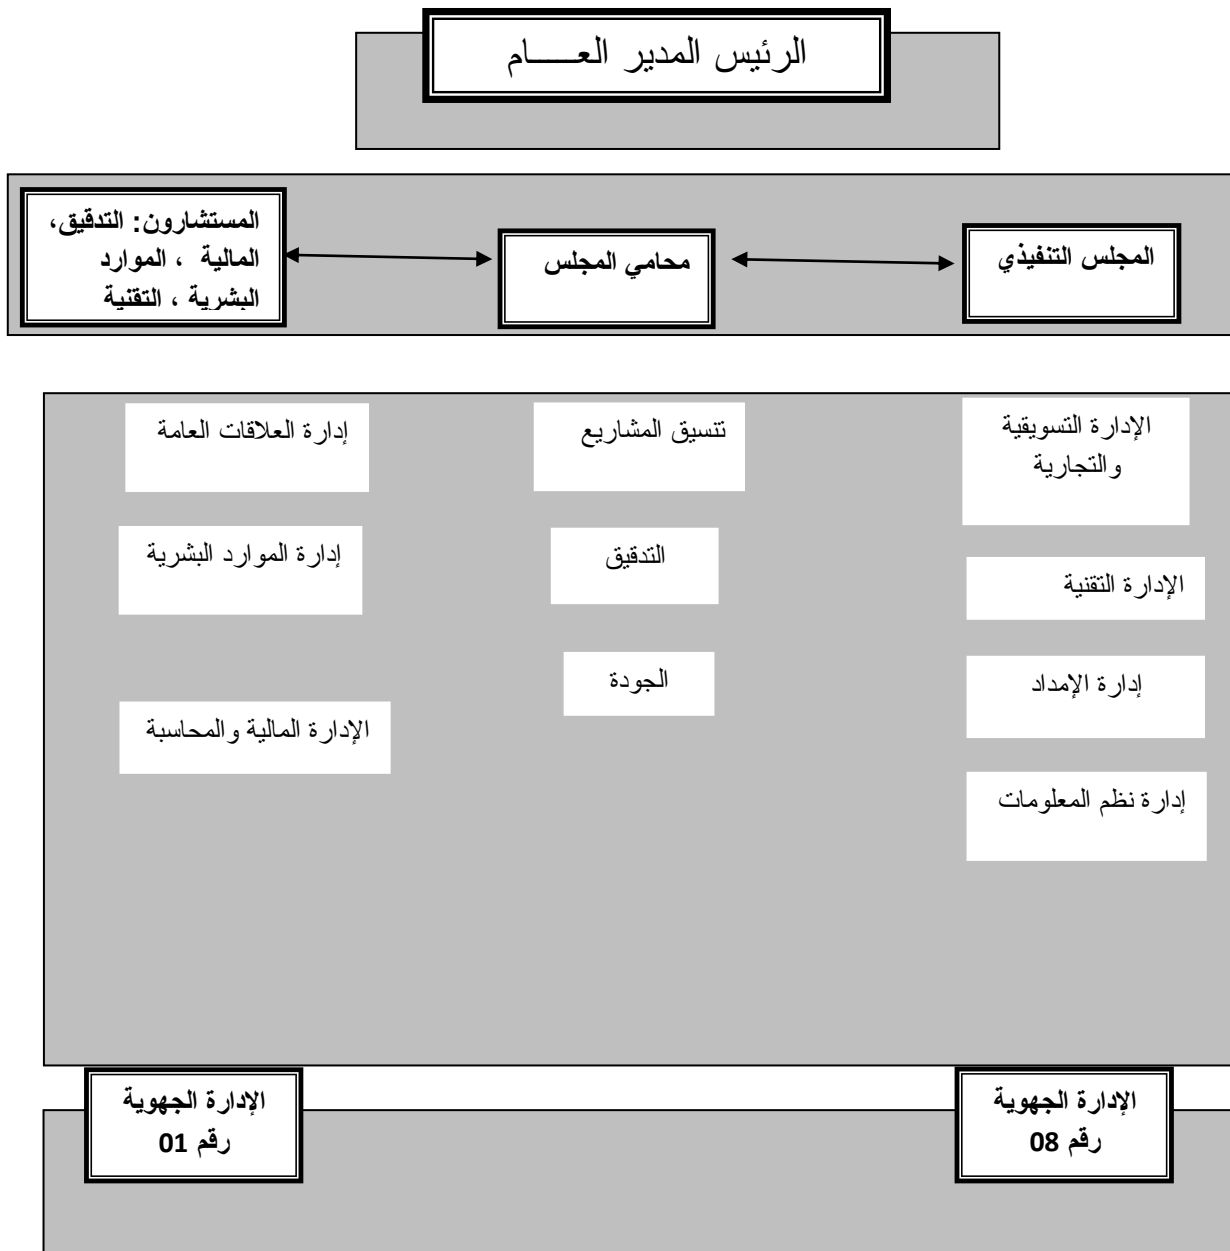 الرئيس المدير العـــــام
المجلس التنفيذي
محامي المجلس
المستشارون: التدقيق،
المالية ، الموارد
البشرية ، التقنية
الإدارة التسويقية
والتجارية
تنسيق المشاريع
إدارة العلاقات العامة
الإدارة التقنية
التدقيق
إدارة الموارد البشرية
إدارة الإمداد
الجودة
الإدارة المالية والمحاسبة
إدارة نظم المعلومات
الإدارة الجهوية
رقم 08
الإدارة الجهوية
رقم 01